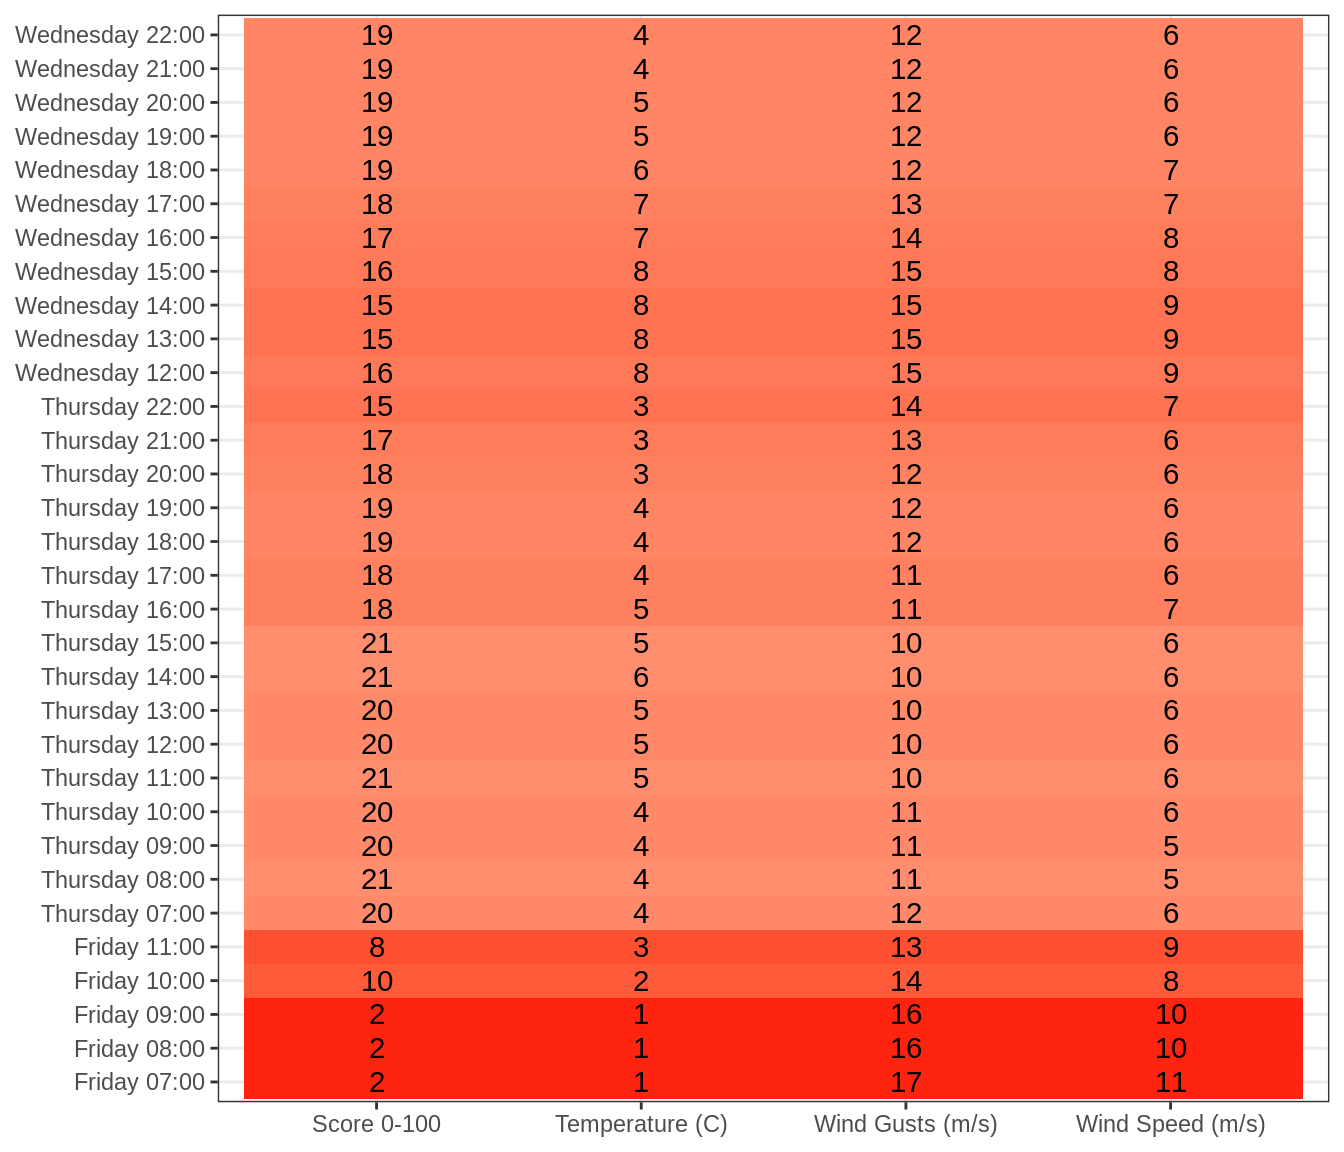 Wednesday 22:00 19 4 12 6
Wednesday 21:00 19 4 12 6
Wednesday 20:00 19 5 12 6
Wednesday 19:00 19 5 12 6
Wednesday 18:00 19 6 12 7
Wednesday 17:00 18 7 13 7
Wednesday 16:00 17 7 14 8
Wednesday 15:00 16 8 15 8
Wednesday 14:00 15 8 15 9
Wednesday 13:00 15 8 15 9
Wednesday 12:00 16 8 15 9
Thursday 22:00 15 3 14 7
Thursday 21:00 17 3 13 6
Thursday 20:00 18 3 12 6
Thursday 19:00 19 4 12 6
Thursday 18:00 19 4 12 6
Thursday 17:00 18 4 11 6
Thursday 16:00 18 5 11 7
Thursday 15:00 21 5 10 6
Thursday 14:00 21 6 10 6
Thursday 13:00 20 5 10 6
Thursday 12:00 20 5 10 6
Thursday 11:00 21 5 10 6
Thursday 10:00 20 4 11 6
Thursday 09:00 20 4 11 5
Thursday 08:00 21 4 11 5
Thursday 07:00 20 4 12 6
Friday 11:00 8 3 13 9
Friday 10:00 10 2 14 8
Friday 09:00 2 1 16 10
Friday 08:00 2 1 16 10
Friday 07:00 2 1 17 11
Score 0-100 Temperature (C) Wind Gusts (m/s) Wind Speed (m/s)